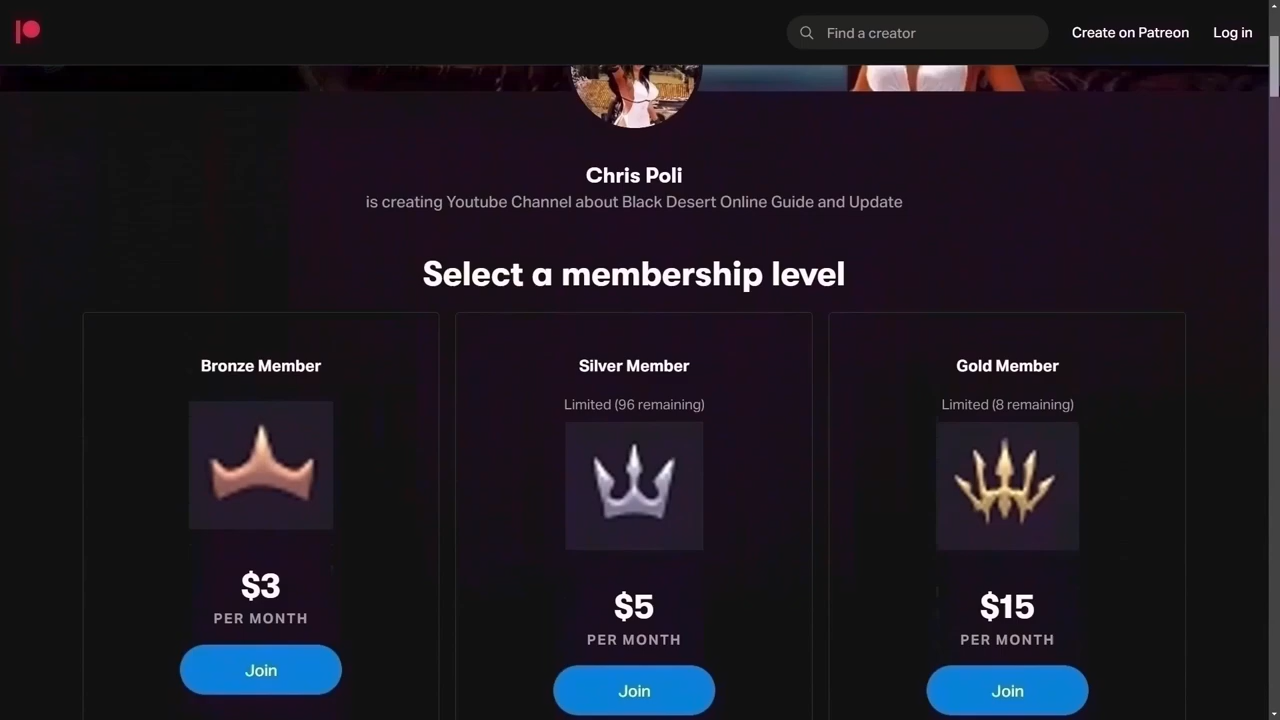 Find a creator
Create on Patreon
Log in
Chris Poli
is creating Youtube Channel about Black Desert Online Guide and Update
Select a membership level
Bronze Member
$3
PER MONTH
Join
Silver Member
Limited (96 remaining)
$5
PER MONTH
Join
Gold Member
Limited (8 remaining)
$15
PER MONTH
Join